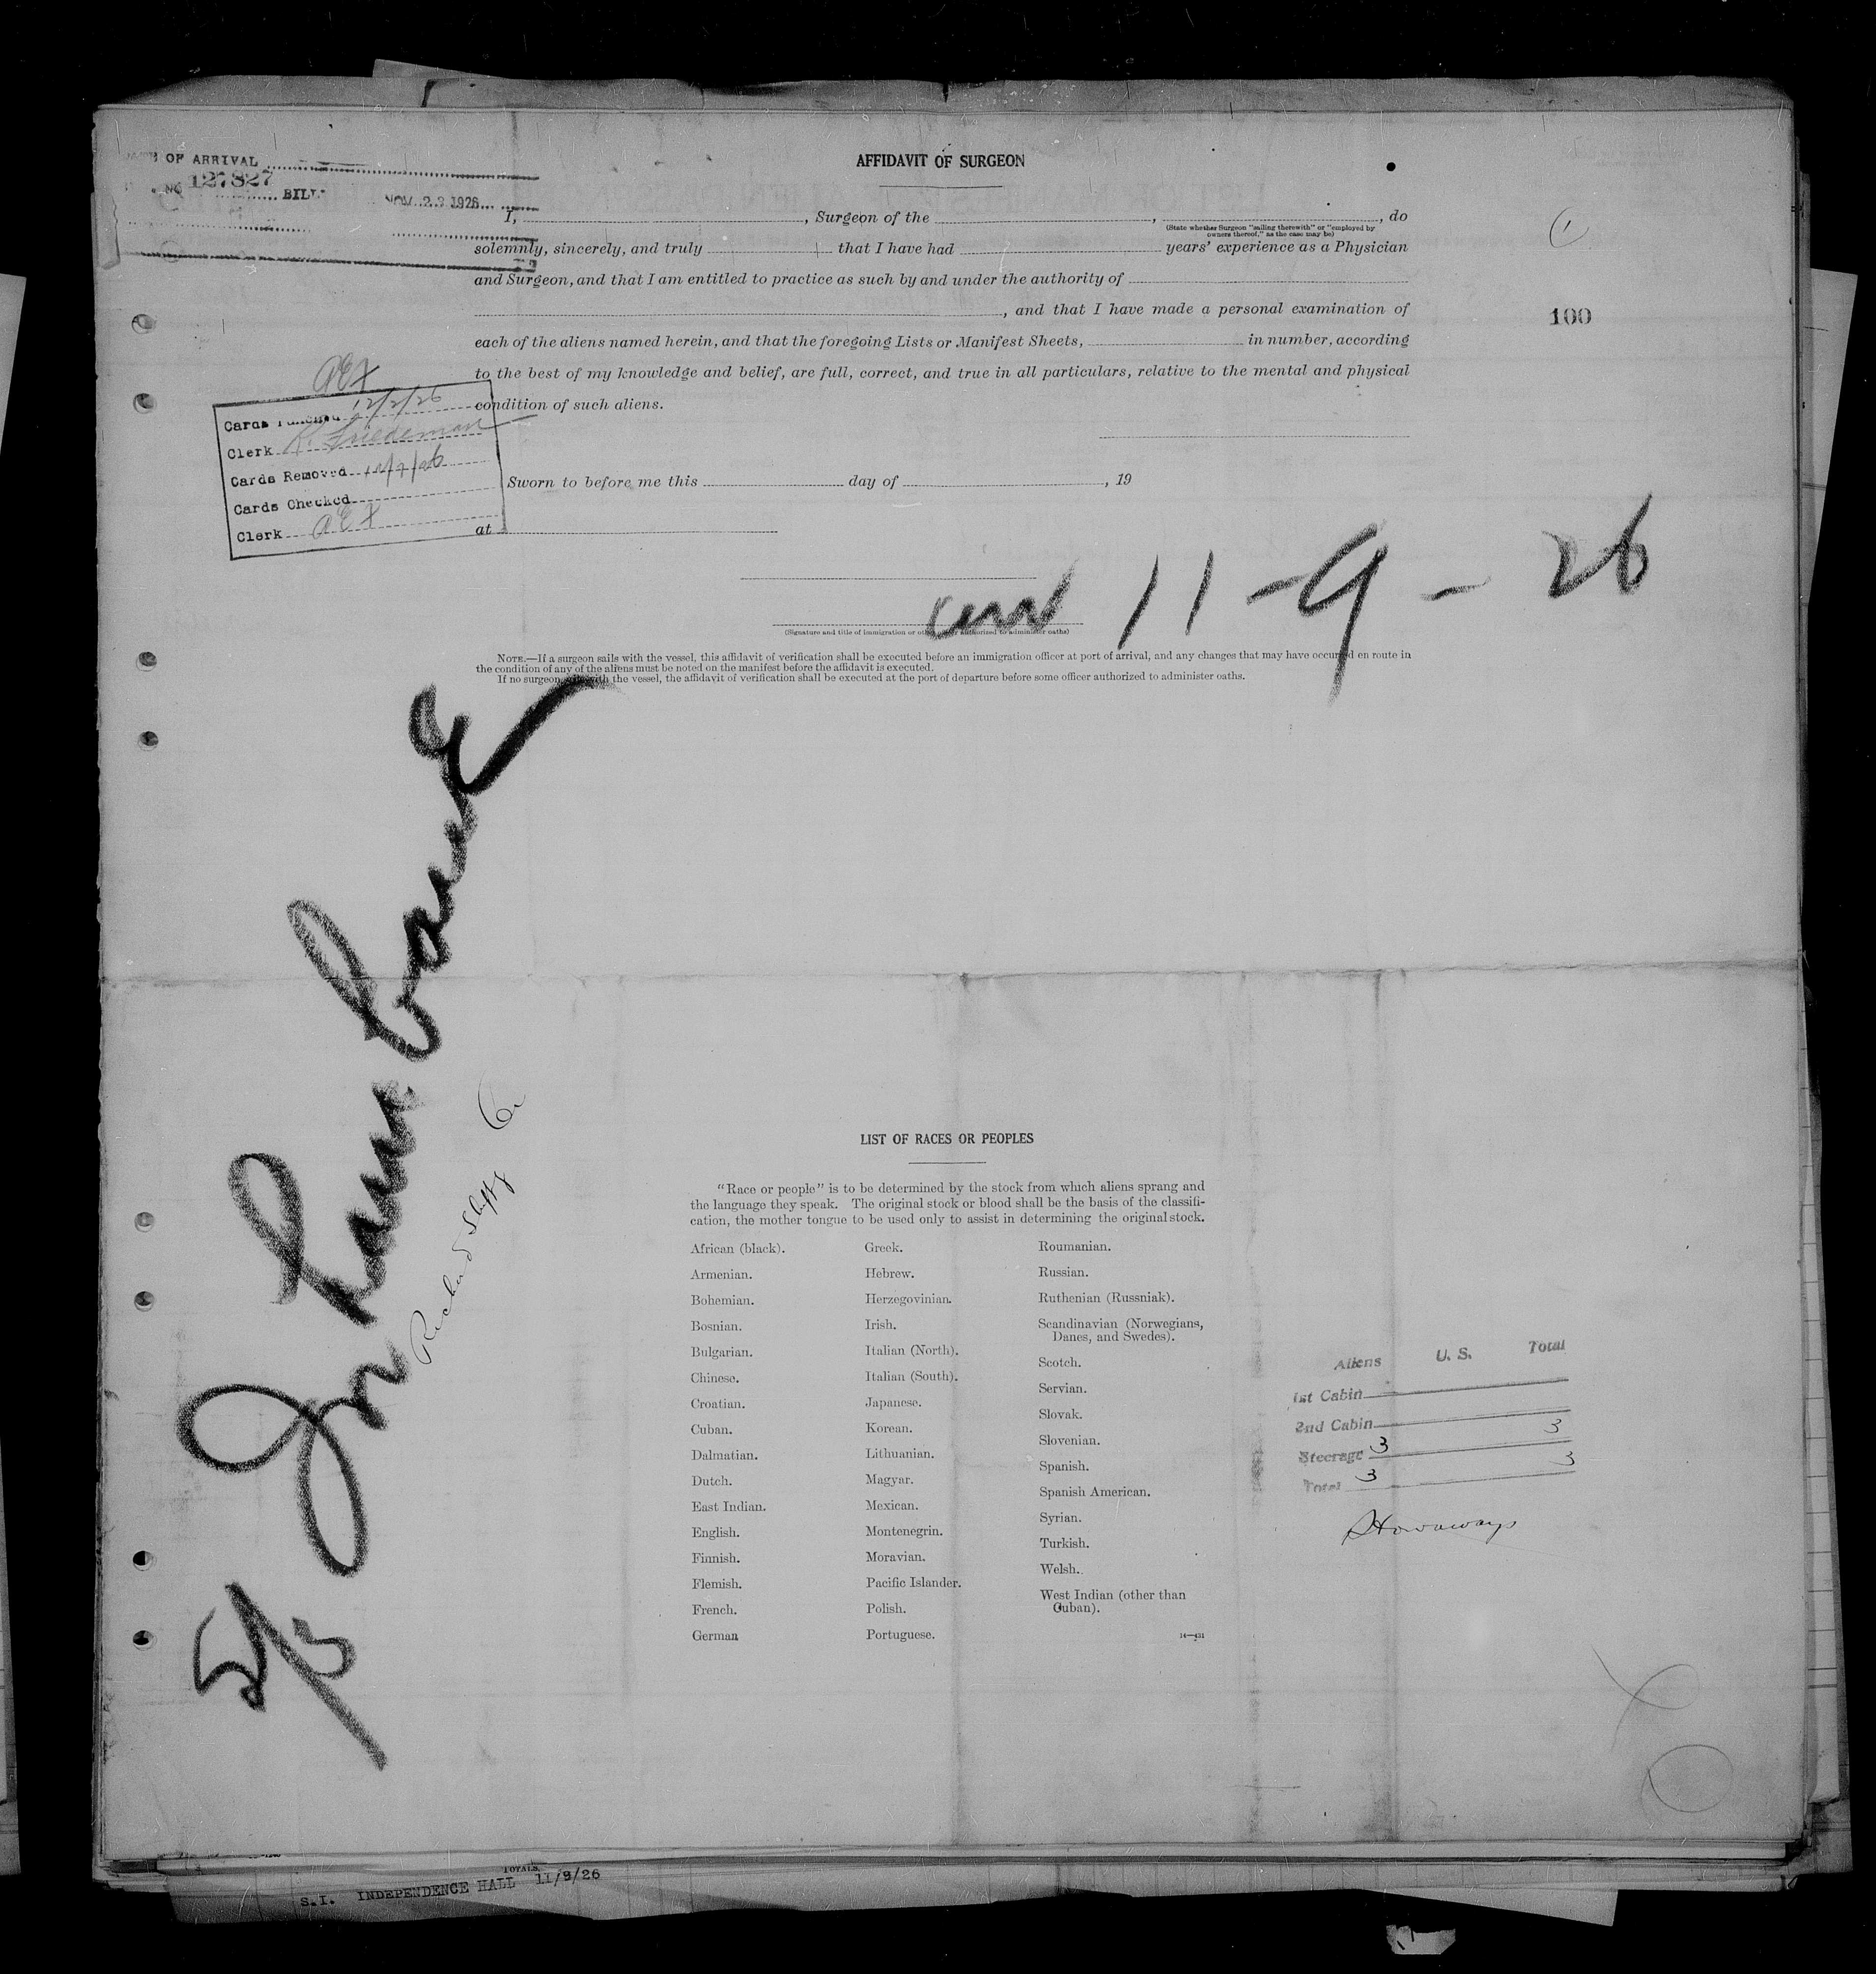 OF ARRIVAL
No 127827 BILL NOV 22 1926
AFFIDAVIT OF SURGEON
I, , Surgeon of the , , do
(State whether Surgeon "sailing therewith" or "employed by
owners thereof," as the case may be)
solemnly, sincerely, and truly that I have had years' experience as a Physician
and Surgeon, and that I am entitled to practice as such by and under the authority of
, and that I have made a personal examination of
100
each of the aliens named herein, and that the foregoing Lists or Manifest Sheets, in number, according
to the best of my knowledge and belief, are full, correct, and true in all particulars, relative to the mental and physical
condition of such aliens.
AEX
Cards Punched 12/2/26
Clerk R. Friedeman
Cards Removed
Cards Checked
Clerk AEX
Sworn to before me this day of , 19
at
11-9-26
(Signature and title of immigration or authorized to administer oaths)
NOTE.—If a surgeon sails with the vessel, this affidavit of verification shall be executed before an immigration officer at port of arrival, and any changes that may have occurred en route in
the condition of any of the aliens must be noted on the manifest before the affidavit is executed.
If no surgeon sails with the vessel, the affidavit of verification shall be executed at the port of departure before some officer authorized to administer oaths.
S/S
Richard
LIST OF RACES OR PEOPLES
"Race or people" is to be determined by the stock from which aliens sprang and
the language they speak. The original stock or blood shall be the basis of the classifi-
cation, the mother tongue to be used only to assist in determining the original stock.
African (black).
Armenian.
Bohemian.
Bosnian.
Bulgarian.
Chinese.
Croatian.
Cuban.
Dalmatian.
Dutch.
East Indian.
English.
Finnish.
Flemish.
French.
German
Greek.
Hebrew.
Herzegovinian.
Irish.
Italian (North).
Italian (South).
Japanese.
Korean.
Lithuanian.
Magyar.
Mexican.
Montenegrin.
Moravian.
Pacific Islander.
Polish.
Portuguese.
Roumanian.
Russian.
Ruthenian (Russniak).
Scandinavian (Norwegians,
Danes, and Swedes).
Scotch.
Servian.
Slovak.
Slovenian.
Spanish.
Spanish American.
Syrian.
Turkish.
Welsh.
West Indian (other than
Cuban).
Aliens U. S. Total
1st Cabin
2nd Cabin
Steerage 3 3
Total 3 3
Stowaways
TOTALS
S.I. INDEPENDENCE HALL 11/9/26